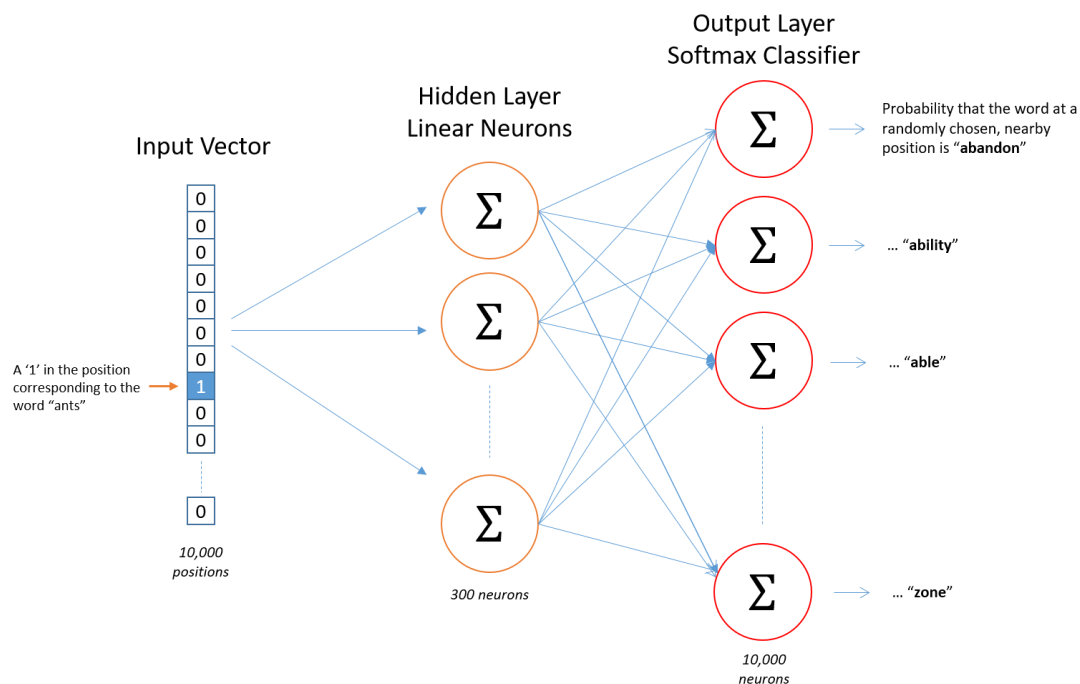 Output Layer
Softmax Classifier
Hidden Layer
Linear Neurons
Input Vector
0
0
0
0
0
0
0
1
0
0
0
A ‘1’ in the position
corresponding to the
word “ants”
10,000
positions
Σ
Σ
Σ
300 neurons
Σ
Σ
Σ
Σ
10,000
neurons
Probability that the word at a
randomly chosen, nearby
position is “abandon”
… “ability”
… “able”
… “zone”